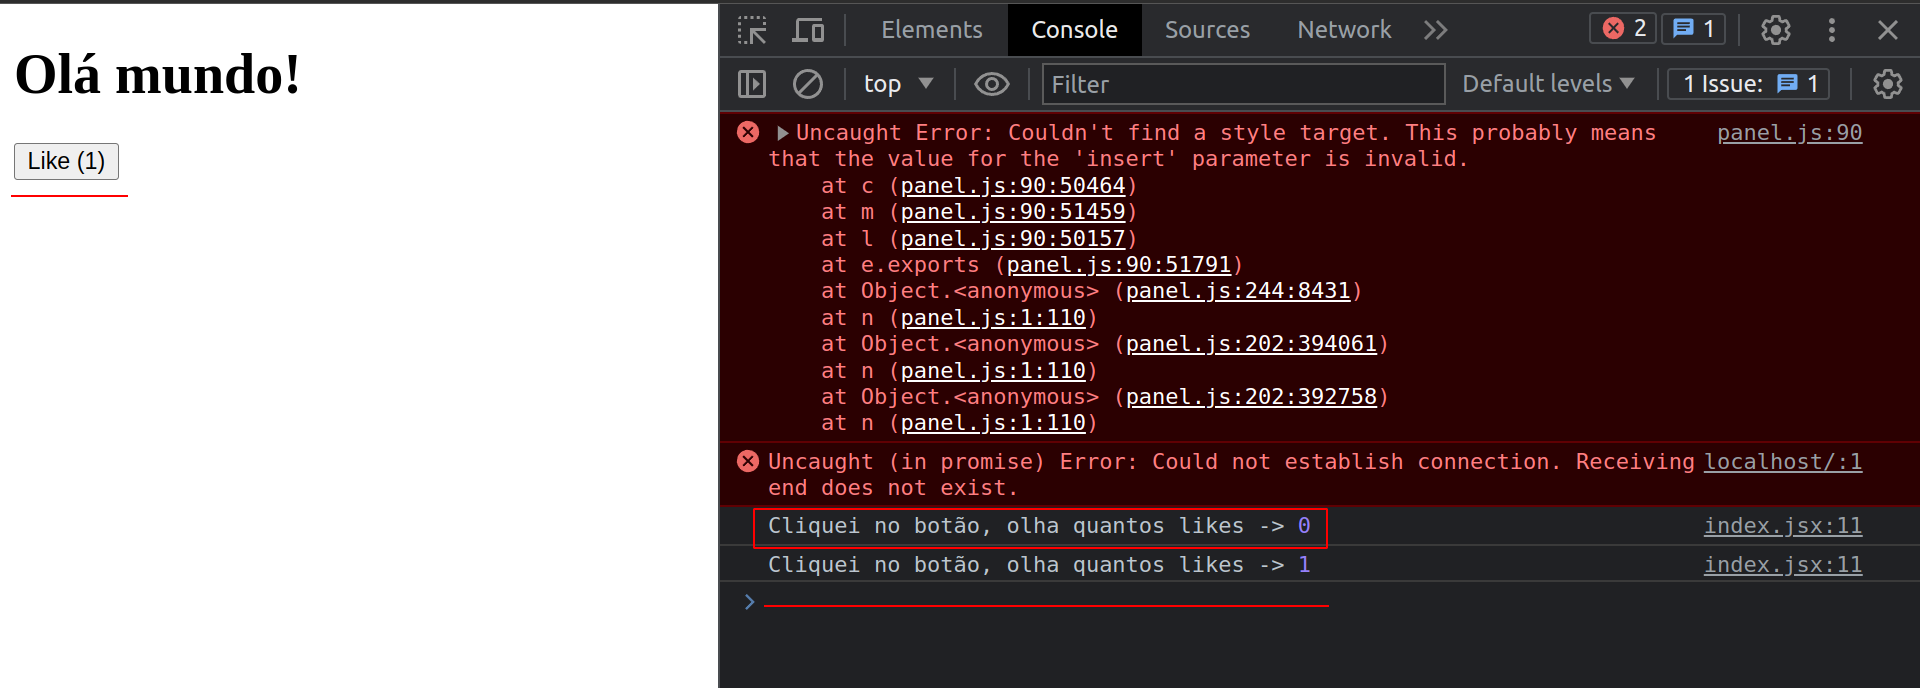 Olá mundo!
Like (1)
Elements Console Sources Network 2 1
top Filter Default levels 1 Issue: 1
Uncaught Error: Couldn't find a style target. This probably means panel.js:90
that the value for the 'insert' parameter is invalid.
at c (panel.js:90:50464)
at m (panel.js:90:51459)
at l (panel.js:90:50157)
at e.exports (panel.js:90:51791)
at Object.<anonymous> (panel.js:244:8431)
at n (panel.js:1:110)
at Object.<anonymous> (panel.js:202:394061)
at n (panel.js:1:110)
at Object.<anonymous> (panel.js:202:392758)
at n (panel.js:1:110)
Uncaught (in promise) Error: Could not establish connection. Receiving localhost/:1
end does not exist.
Cliquei no botão, olha quantos likes -> 0 index.jsx:11
Cliquei no botão, olha quantos likes -> 1 index.jsx:11